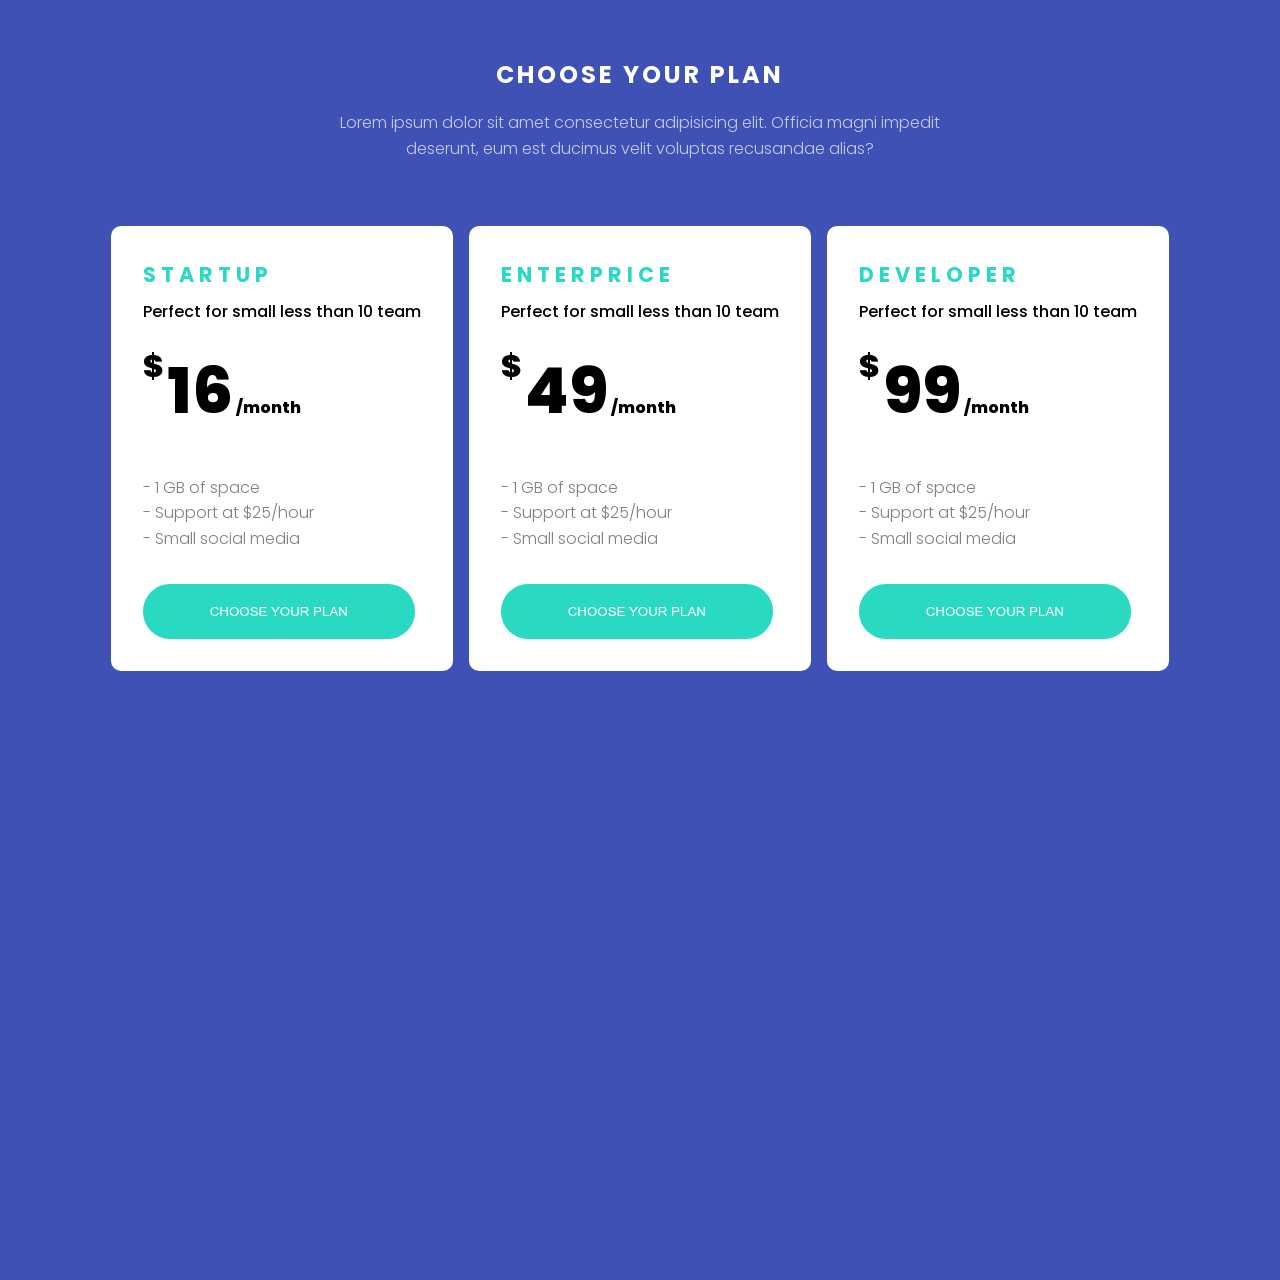 CHOOSE YOUR PLAN
Lorem ipsum dolor sit amet consectetur adipisicing elit. Officia magni impedit
deserunt, eum est ducimus velit voluptas recusandae alias?
STARTUP
Perfect for small less than 10 team
$16/month
- 1 GB of space
- Support at $25/hour
- Small social media
CHOOSE YOUR PLAN
ENTERPRICE
Perfect for small less than 10 team
$49/month
- 1 GB of space
- Support at $25/hour
- Small social media
CHOOSE YOUR PLAN
DEVELOPER
Perfect for small less than 10 team
$99/month
- 1 GB of space
- Support at $25/hour
- Small social media
CHOOSE YOUR PLAN